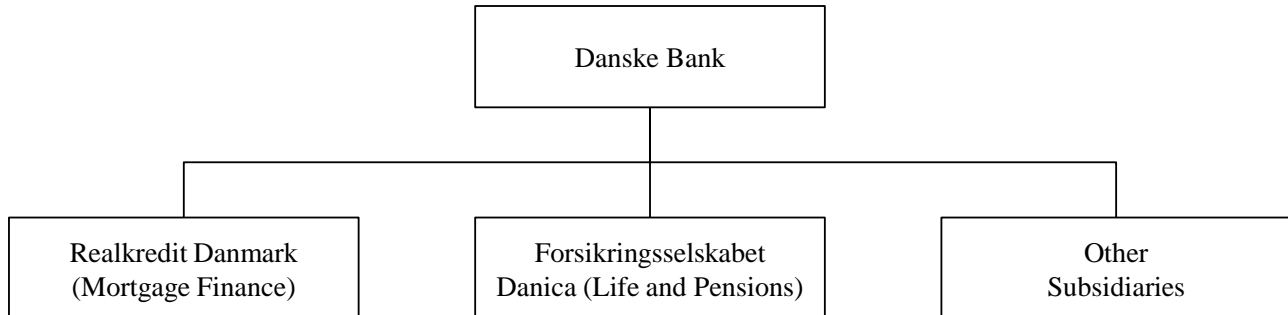 Danske Bank
Realkredit Danmark
(Mortgage Finance)
Forsikringsselskabet
Danica (Life and Pensions)
Other
Subsidiaries